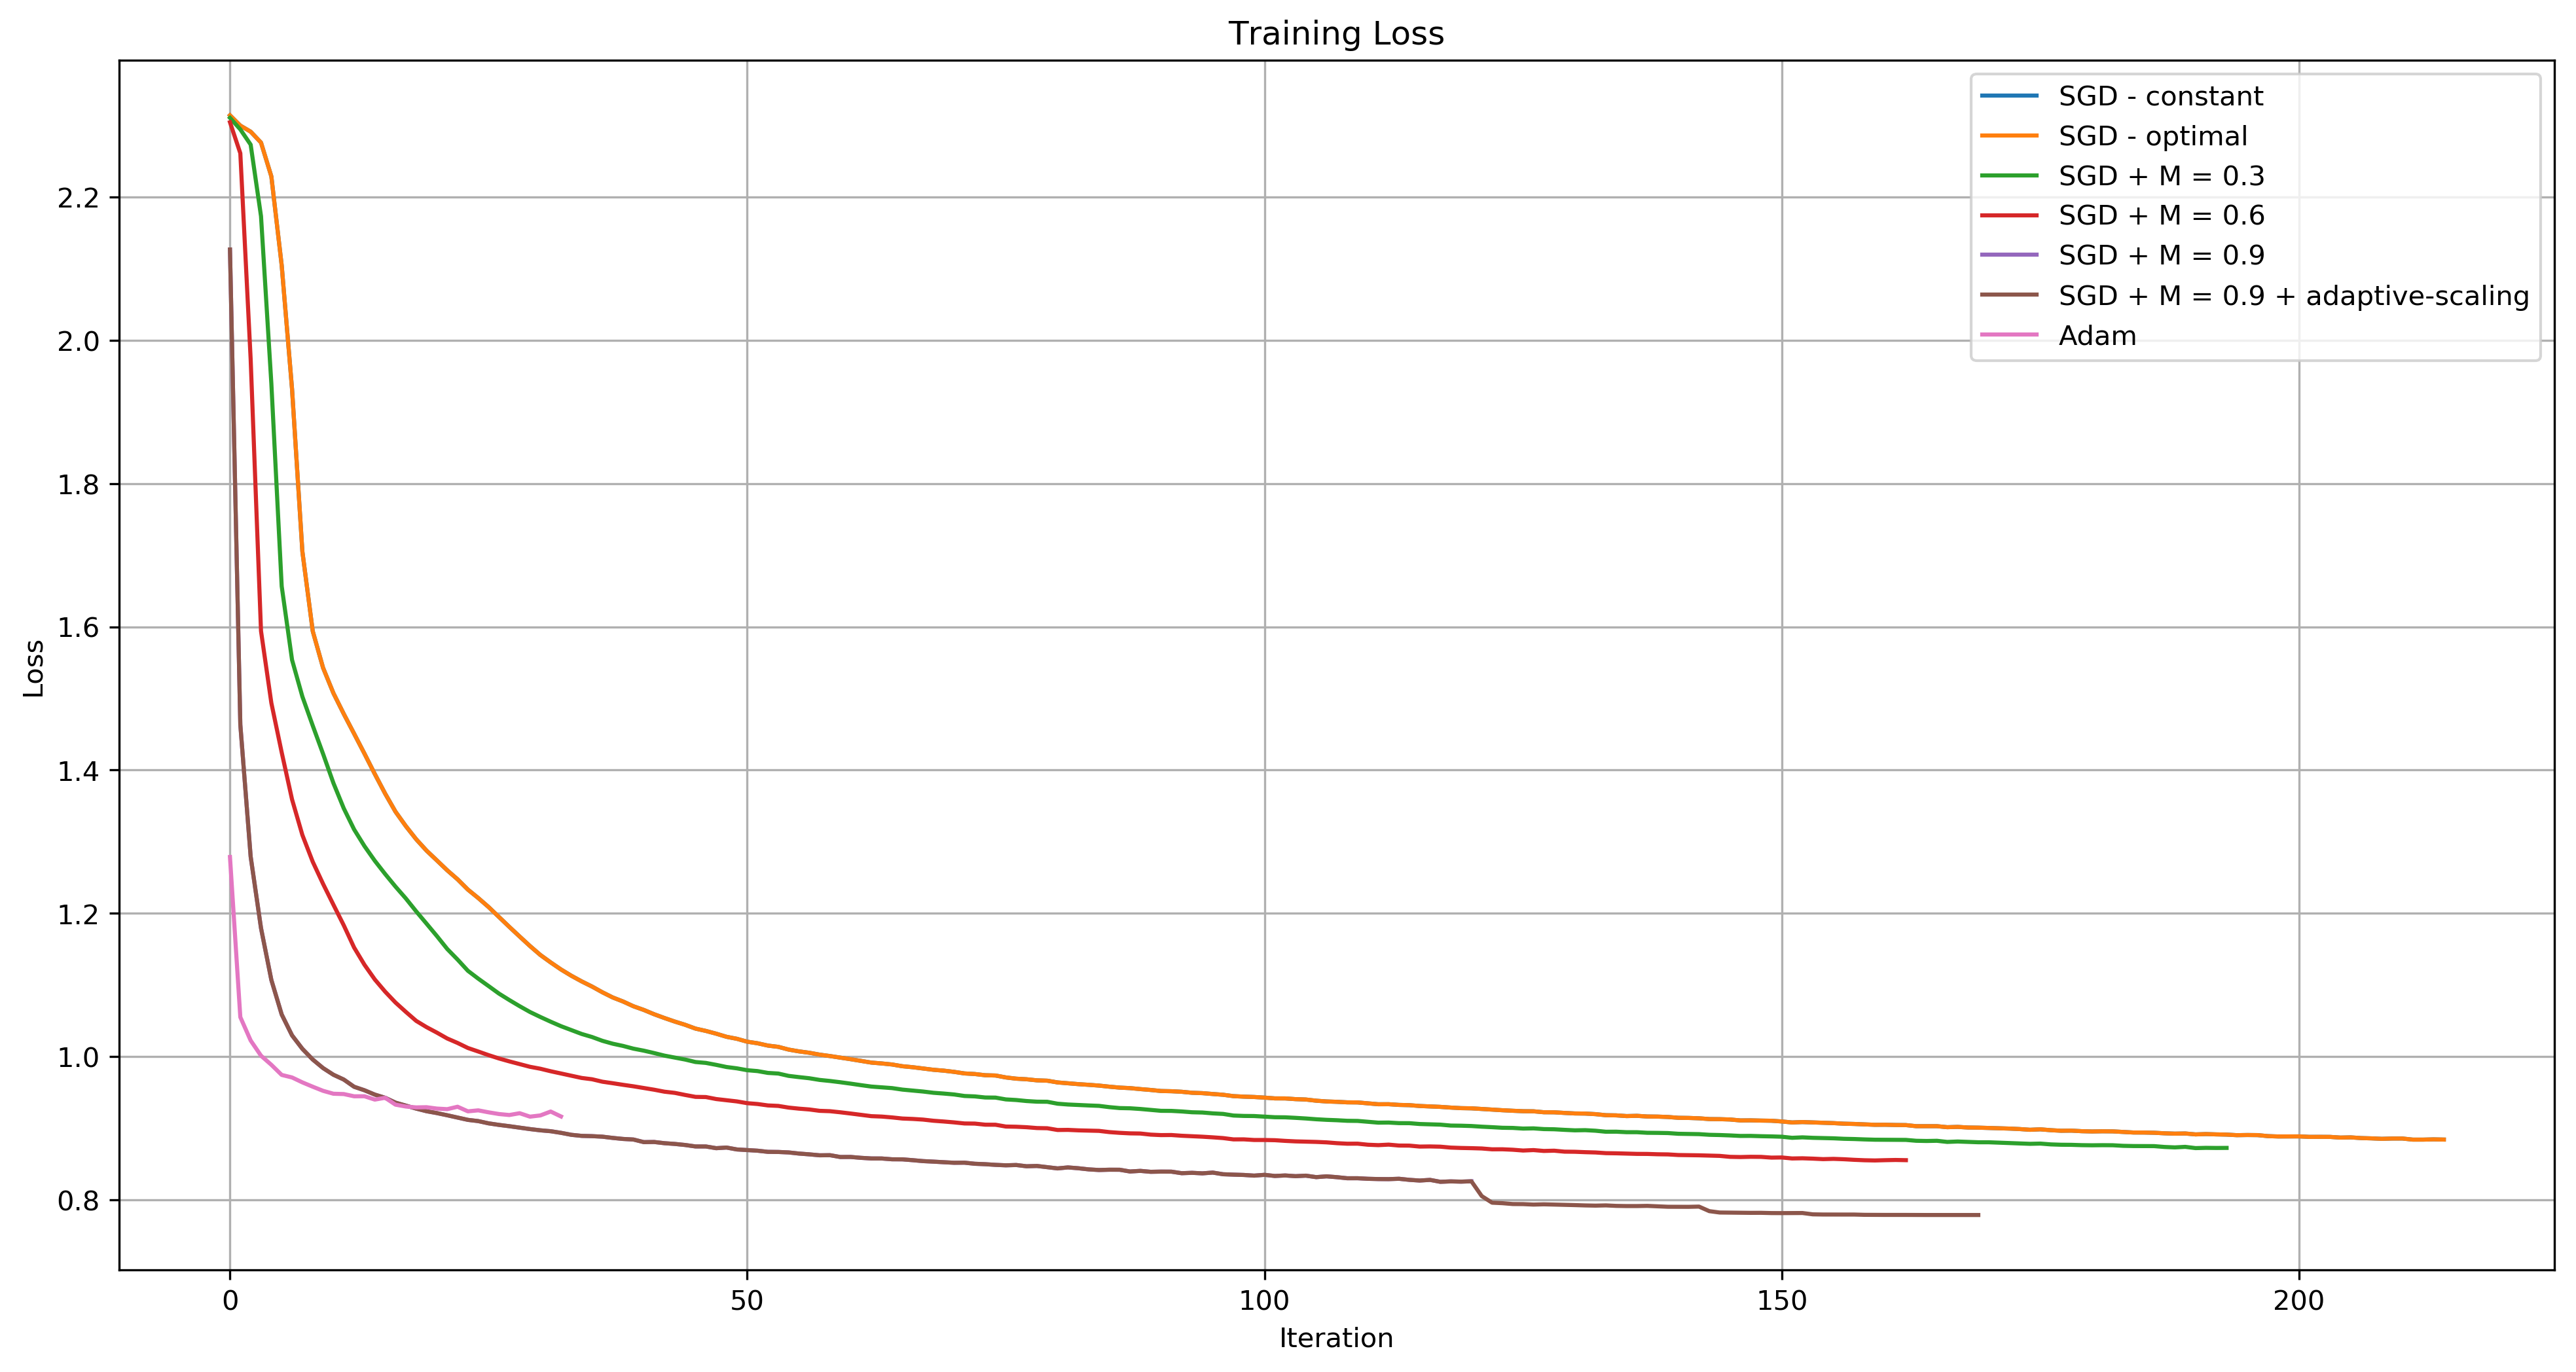 Training Loss
SGD - constant
SGD - optimal
SGD + M = 0.3
SGD + M = 0.6
SGD + M = 0.9
SGD + M = 0.9 + adaptive-scaling
Adam
2.2
2.0
1.8
1.6
1.4
1.2
1.0
0.8
Loss
0 50 100 150 200
Iteration